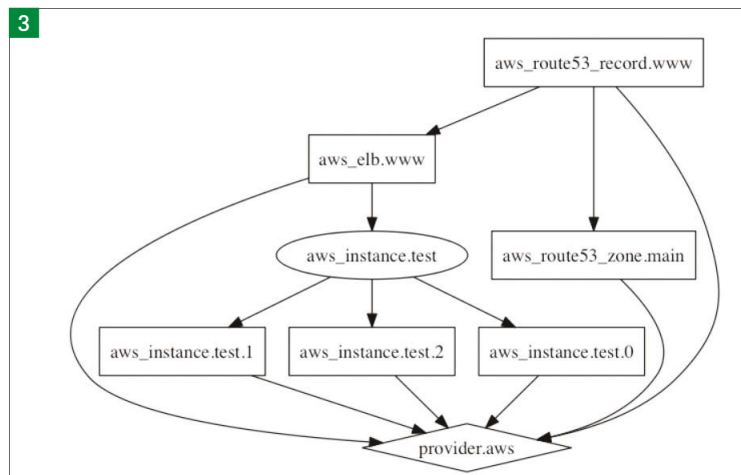 3
aws_route53_record.www
aws_elb.www
aws_instance.test
aws_route53_zone.main
aws_instance.test.1
aws_instance.test.2
aws_instance.test.0
provider.aws